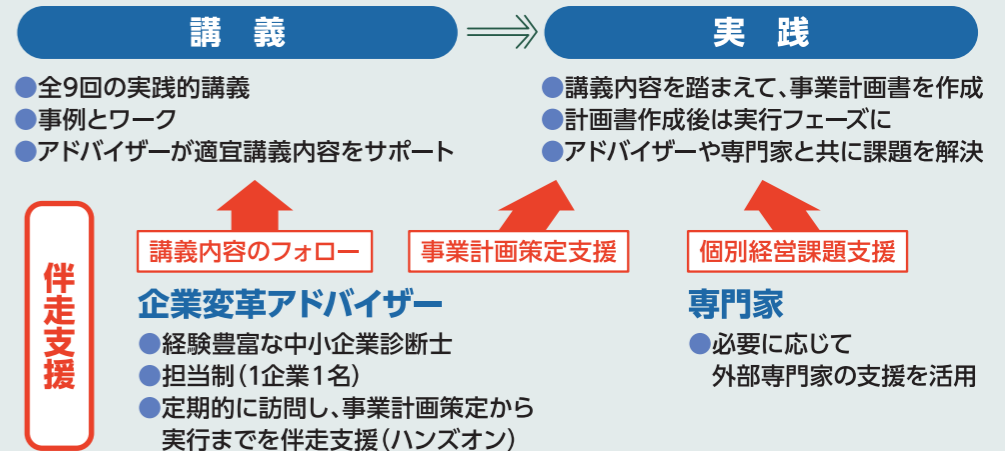 講義
実践
●全9回の実践的講義
●事例とワーク
●アドバイザーが適宜講義内容をサポート
●講義内容を踏まえて、事業計画書を作成
●計画書作成後は実行フェーズに
●アドバイザーや専門家と共に課題を解決
伴走支援
講義内容のフォロー
事業計画策定支援
個別経営課題支援
企業変革アドバイザー
●経験豊富な中小企業診断士
●担当制(1企業1名)
●定期的に訪問し、事業計画策定から
実行までを伴走支援(ハンズオン)
専門家
●必要に応じて
外部専門家の支援を活用